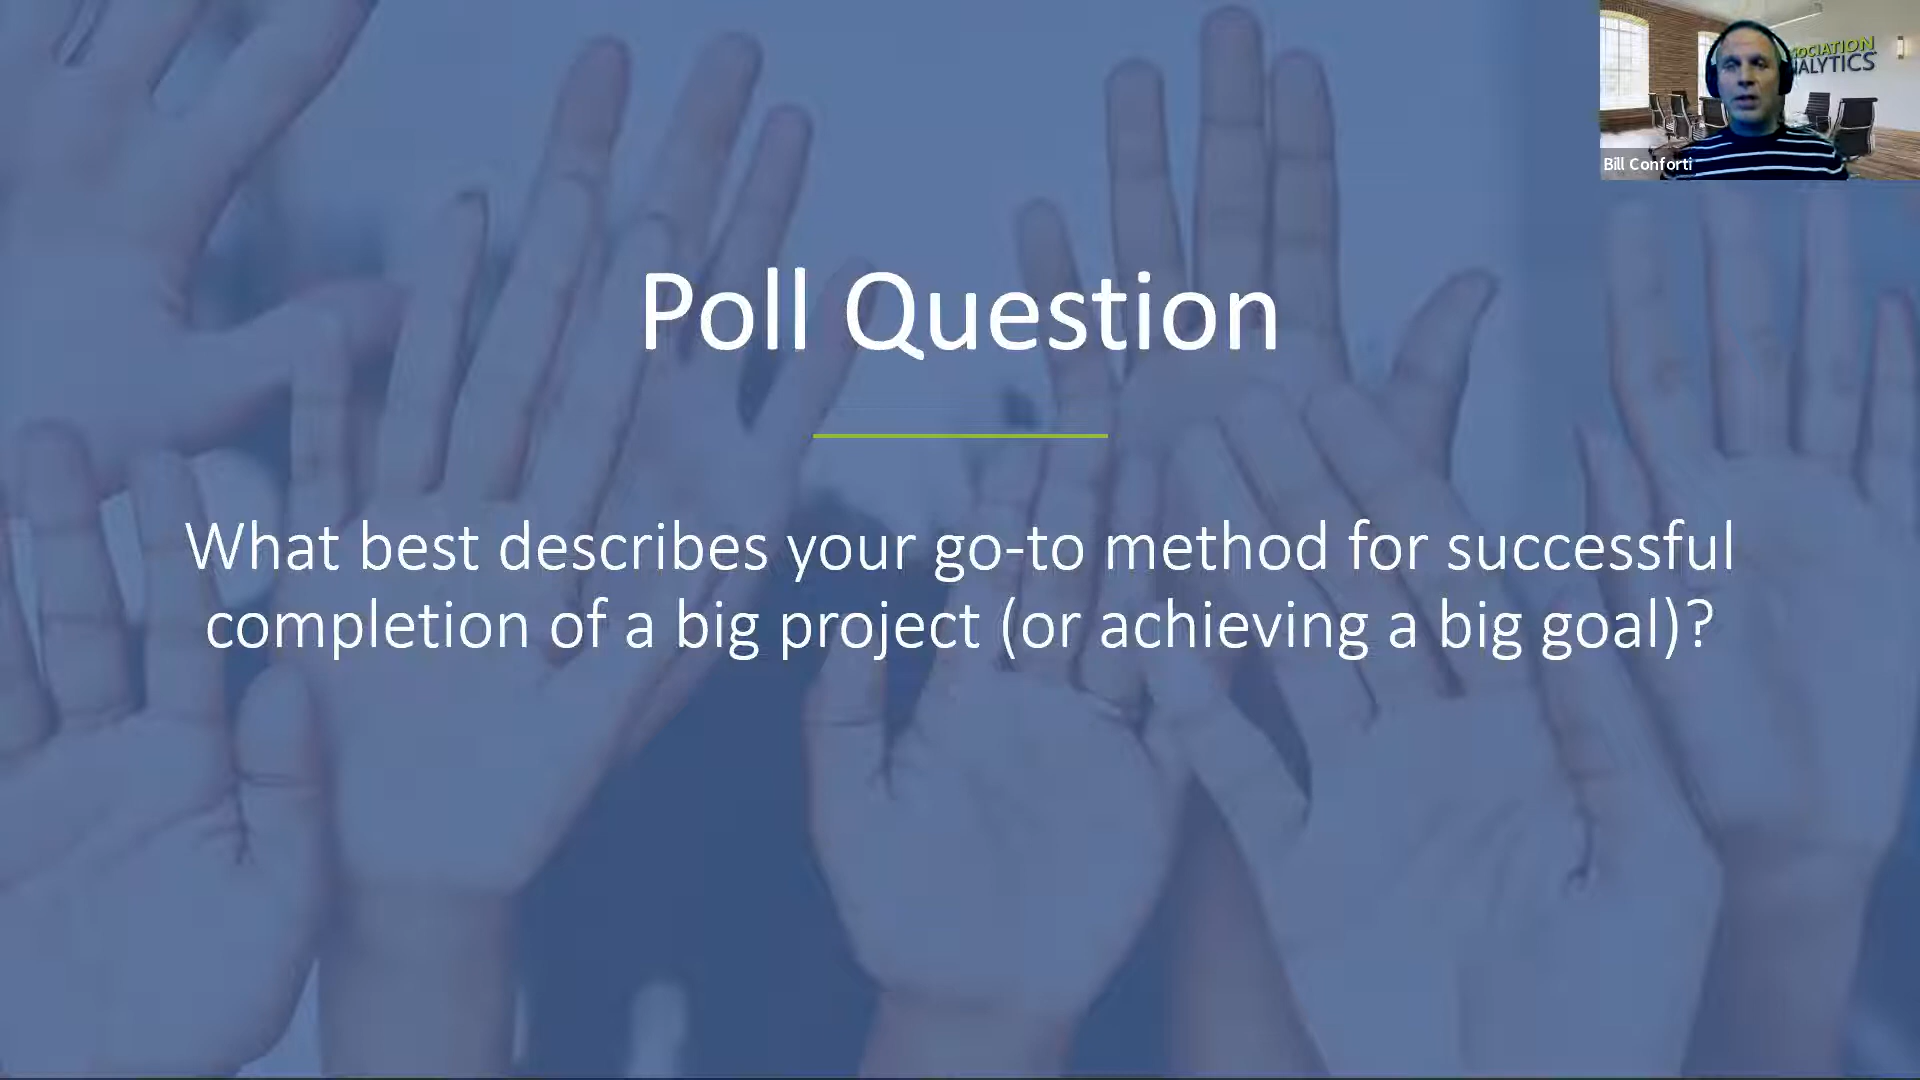 Poll Question
What best describes your go-to method for successful
completion of a big project (or achieving a big goal)?
Bill Conforti